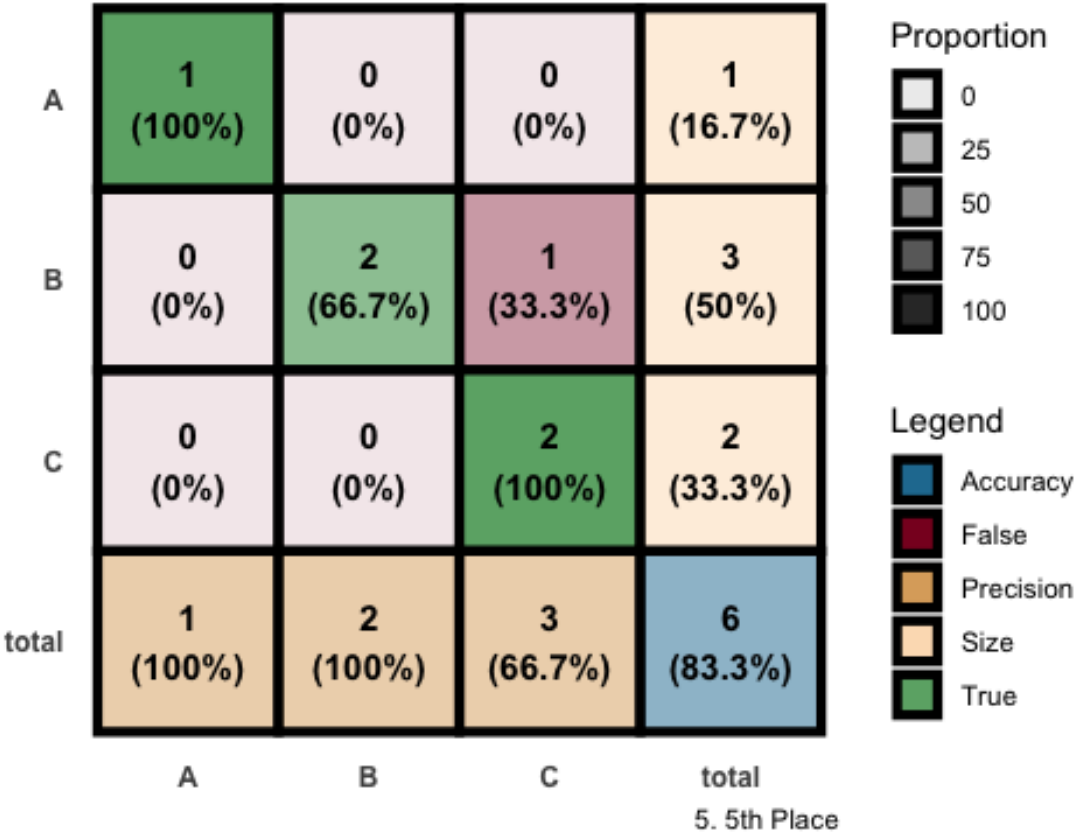 A
1
(100%)
0
(0%)
0
(0%)
1
(16.7%)
B
0
(0%)
2
(66.7%)
1
(33.3%)
3
(50%)
C
0
(0%)
0
(0%)
2
(100%)
2
(33.3%)
total
1
(100%)
2
(100%)
3
(66.7%)
6
(83.3%)
A
B
C
total
5. 5th Place
Proportion
0
25
50
75
100
Legend
Accuracy
False
Precision
Size
True